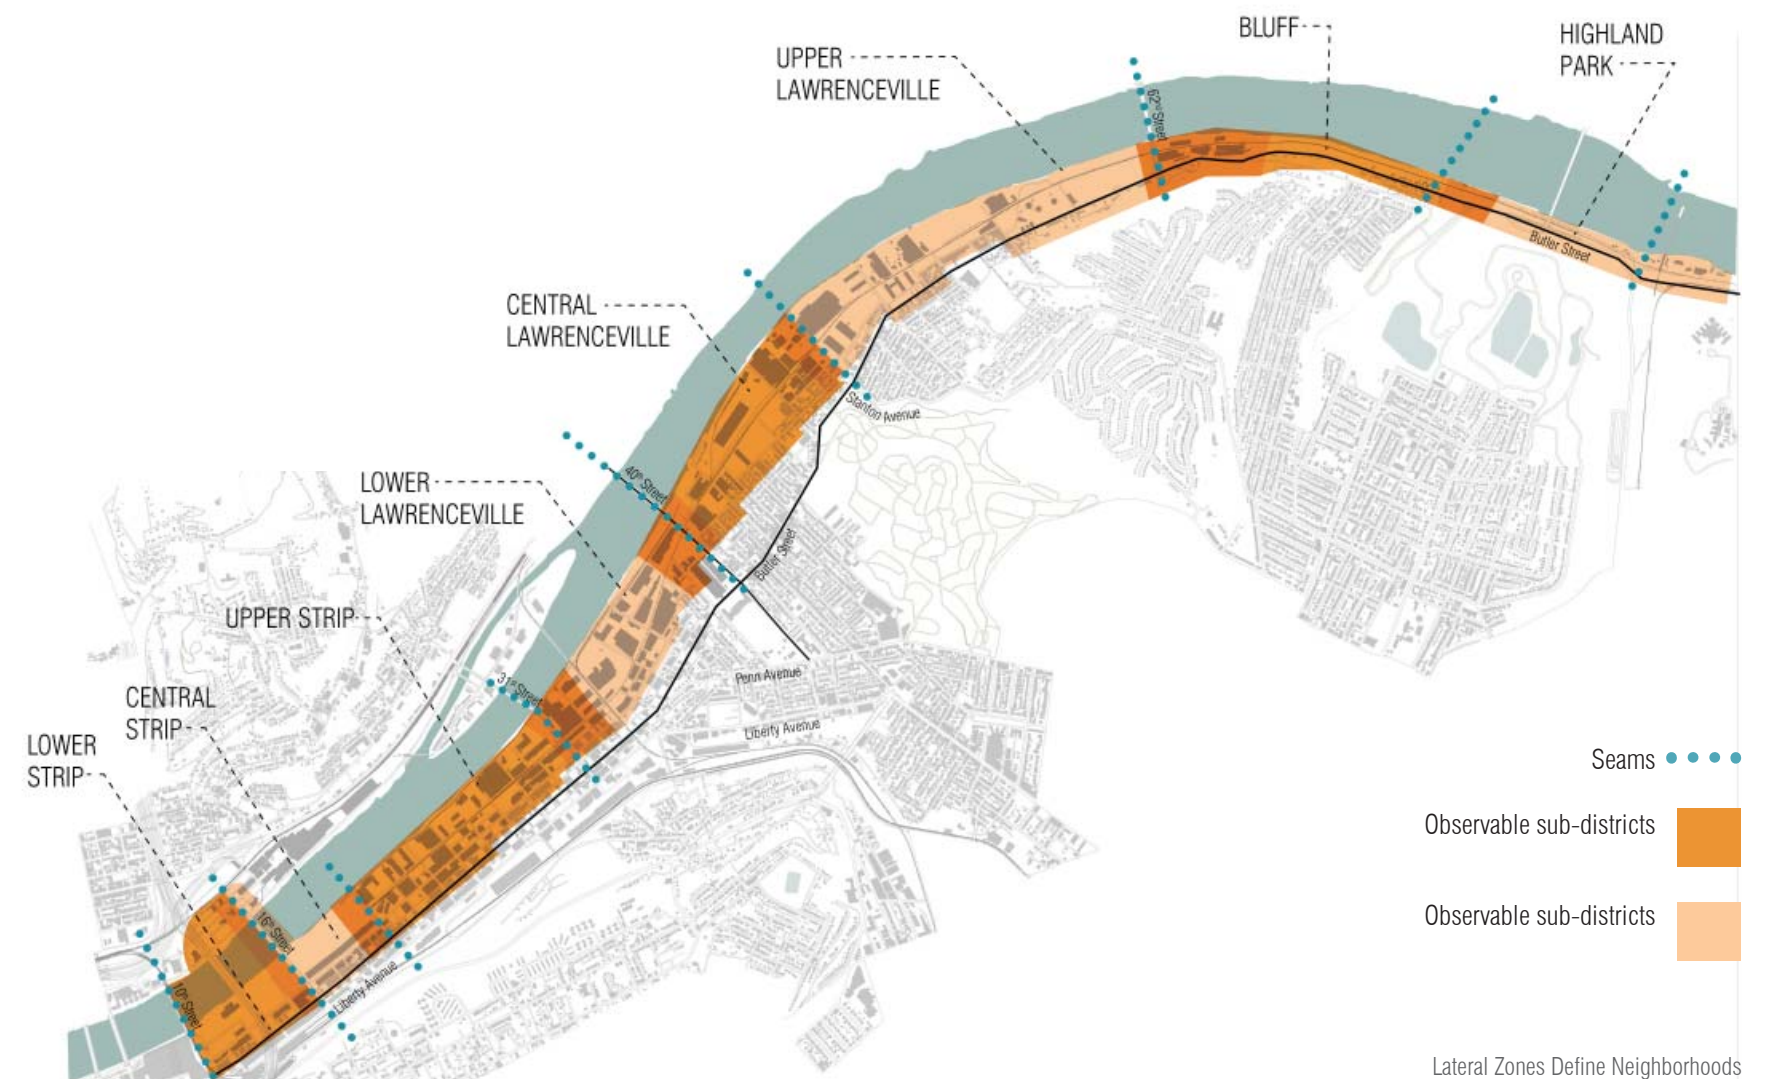 BLUFF
HIGHLAND
PARK
UPPER
LAWRENCEVILLE
62nd Street
Butler Street
CENTRAL
LAWRENCEVILLE
Stanton Avenue
LOWER
LAWRENCEVILLE
40th Street
Butler Street
UPPER STRIP
31st Street
Penn Avenue
Liberty Avenue
CENTRAL
STRIP
LOWER
STRIP
16th Street
10th Street
Liberty Avenue
Seams
Observable sub-districts
Observable sub-districts
Lateral Zones Define Neighborhoods